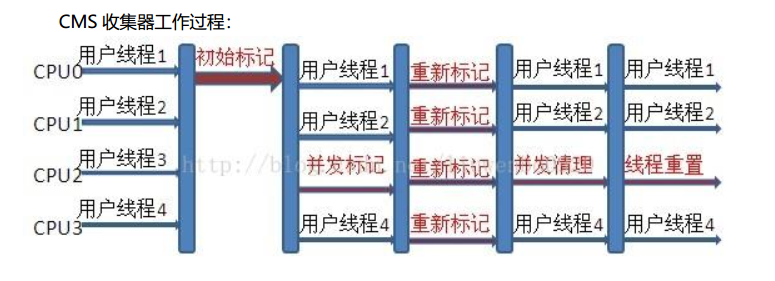 CMS 收集器工作过程：
用户线程1 初始标记 用户线程1 重新标记 用户线程1 用户线程1
CPU0
用户线程2 用户线程2 重新标记 用户线程2 用户线程2
CPU1
用户线程3 并发标记 重新标记 并发清理 线程重置
CPU2
用户线程4 用户线程4 重新标记 用户线程4 用户线程4
CPU3
http://blog